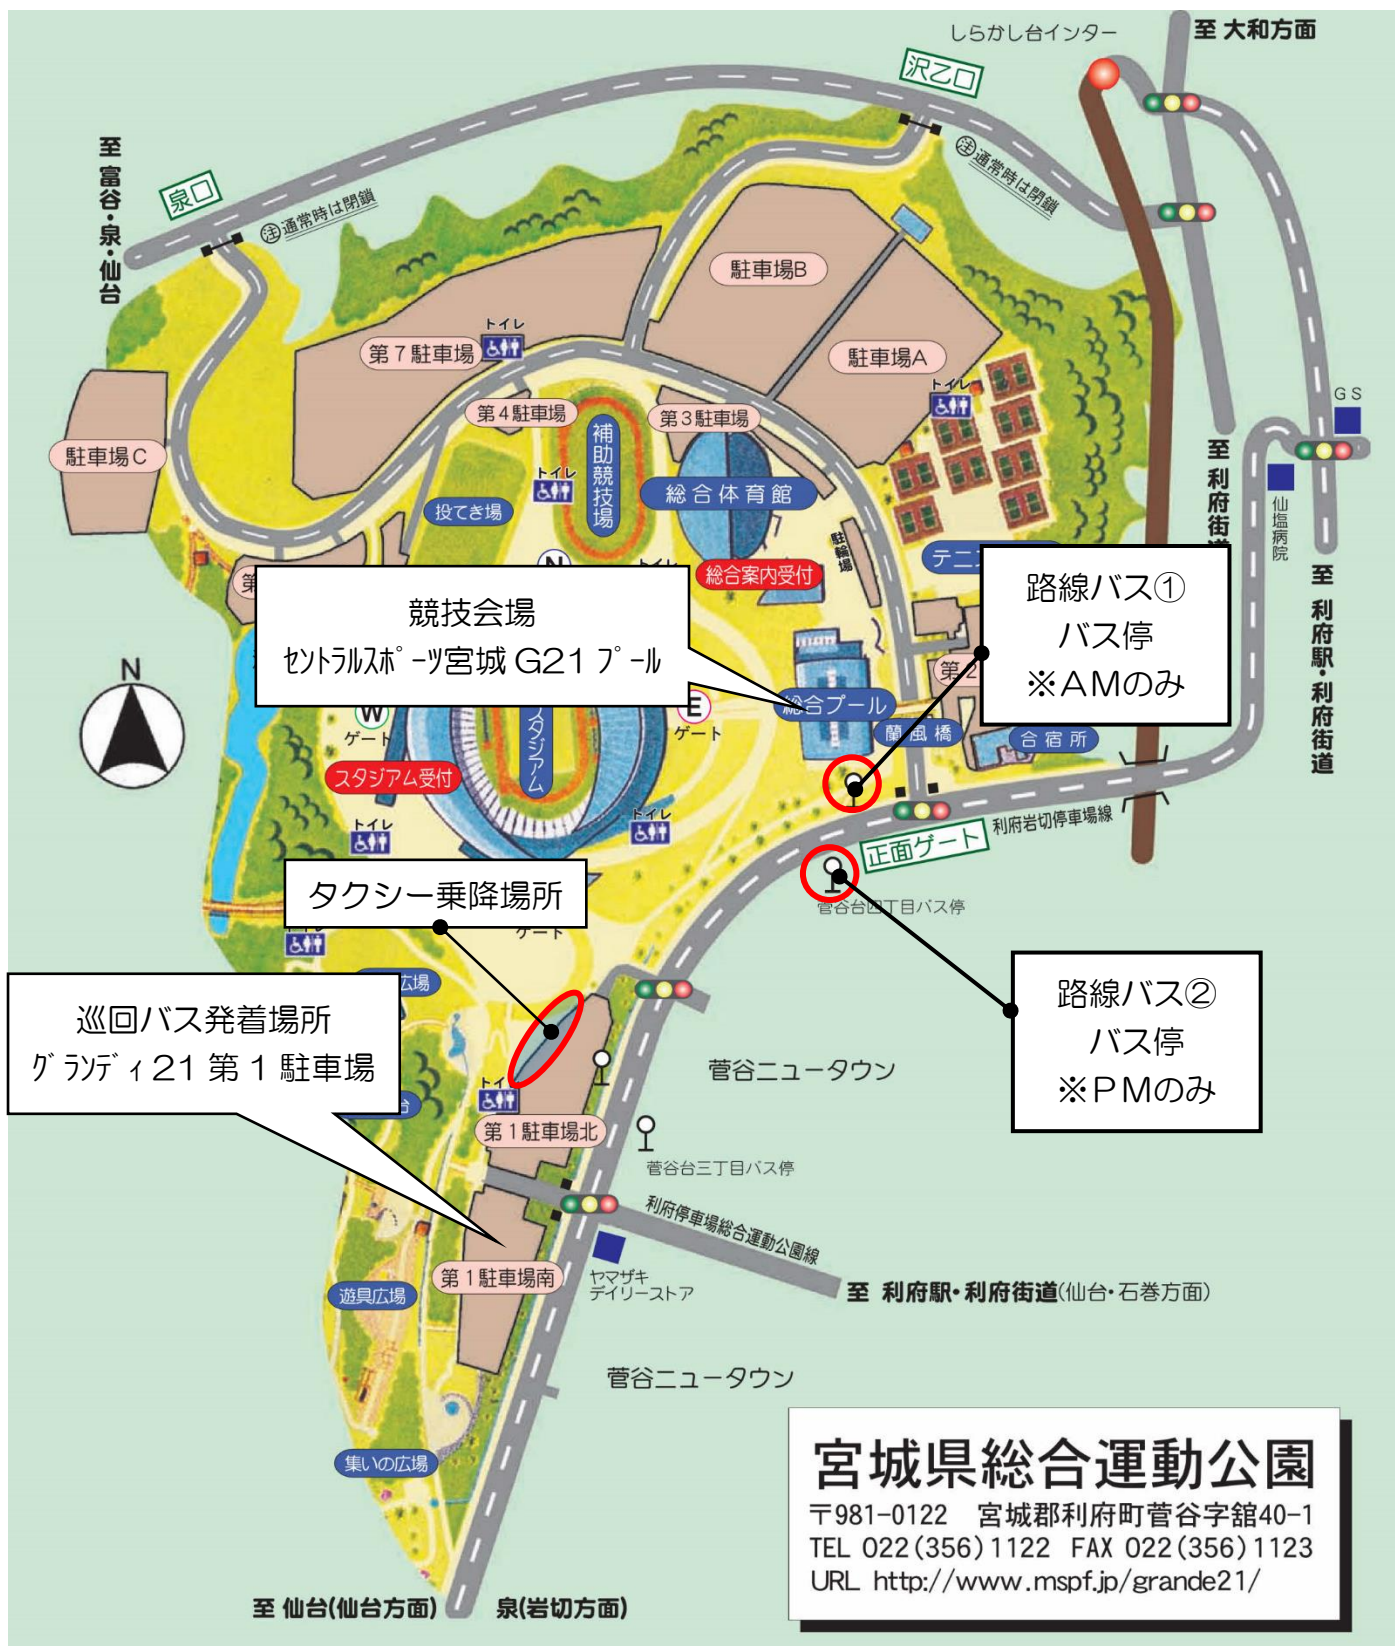 しらかし台インター
至 大和方面
沢乙口
㊟通常時は閉鎖
至 富谷・泉・仙台
泉口
㊟通常時は閉鎖
駐車場B
駐車場A
トイレ
第7駐車場
トイレ
第4駐車場
第3駐車場
補助競技場
総合体育館
駐車場C
投てき場
トイレ
GS
至 利府街道
仙塩病院
至 利府駅・利府街道
駐輪場
総合案内受付
テニ
第
N
競技会場
セントラルスポーツ宮城 G21 プール
路線バス①
バス停
※AMのみ
第2
N
総合プール
蘭風橋
合宿所
W
ゲート
E
ゲート
スタジアム
スタジアム受付
トイレ
トイレ
利府岩切停車場線
正面ゲート
菅谷台四丁目バス停
タクシー乗降場所
ゲート
トイレ
広場
路線バス②
バス停
※PMのみ
巡回バス発着場所
グランディ21 第1駐車場
菅谷ニュータウン
トイレ
台
第1駐車場北
菅谷台三丁目バス停
利府停車場総合運動公園線
第1駐車場南
ヤマザキ
デイリーストア
遊具広場
至 利府駅・利府街道(仙台・石巻方面)
菅谷ニュータウン
集いの広場
宮城県総合運動公園
〒981-0122 宮城郡利府町菅谷字舘40-1
TEL 022(356)1122 FAX 022(356)1123
URL http://www.mspf.jp/grande21/
至 仙台(仙台方面)
泉(岩切方面)